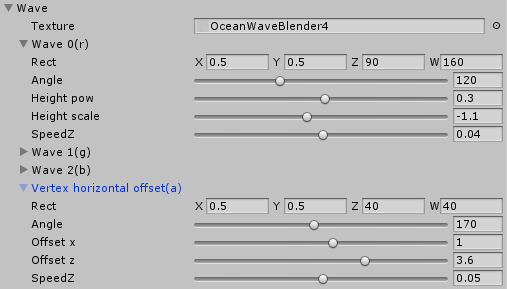 Wave
Texture OceanWaveBlender4
Wave 0(r)
Rect X 0.5 Y 0.5 Z 90 W 160
Angle 120
Height pow 0.3
Height scale -1.1
SpeedZ 0.04
Wave 1(g)
Wave 2(b)
Vertex horizontal offset(a)
Rect X 0.5 Y 0.5 Z 40 W 40
Angle 170
Offset x 1
Offset z 3.6
SpeedZ 0.05